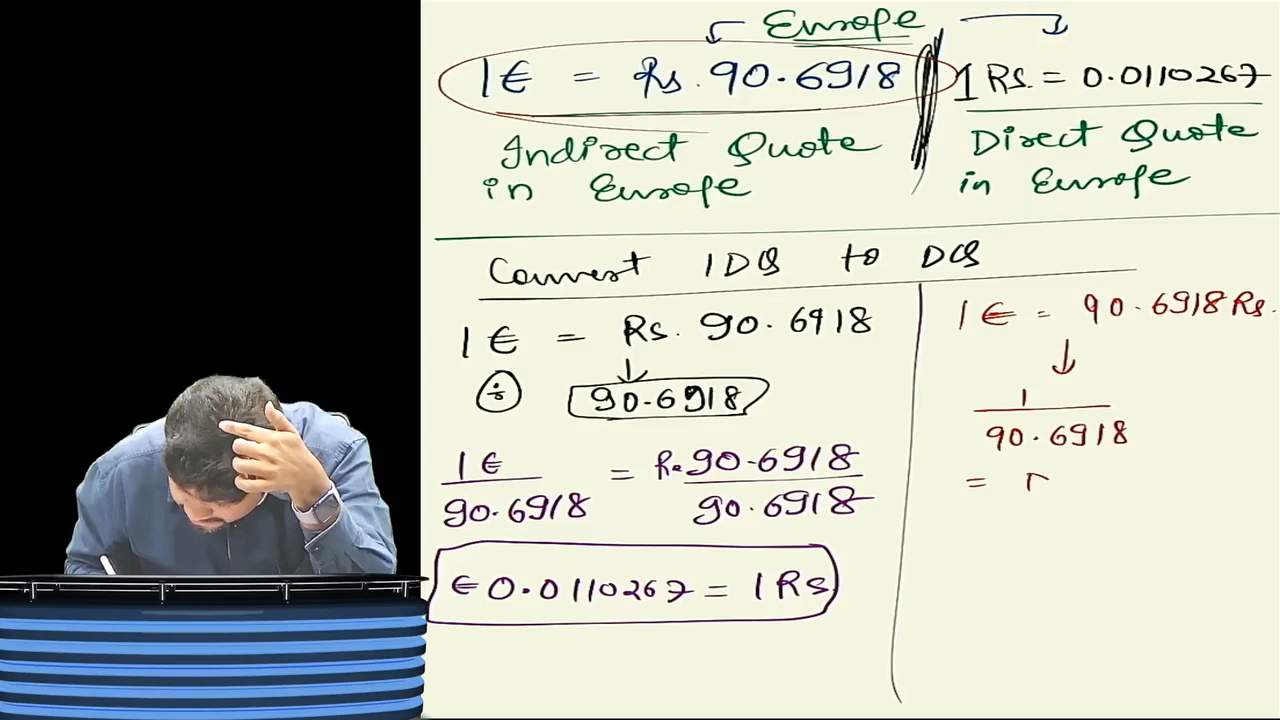 Europe
1€ = Rs. 90.6918
1 Rs. = 0.0110267
Indirect Quote
in Europe
Direct Quote
in Europe
Convert IDQ to DQ
1€ = Rs. 90.6918
÷ 90.6918
1€ / 90.6918 = Rs 90.6918 / 90.6918
€ 0.0110267 = 1 Rs
1€ = 90.6918 Rs.
1
90.6918
=